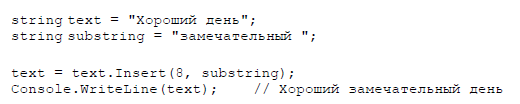 string text = "Хороший день";
string substring = "замечательный ";
text = text.Insert(8, substring);
Console.WriteLine(text);    // Хороший замечательный день